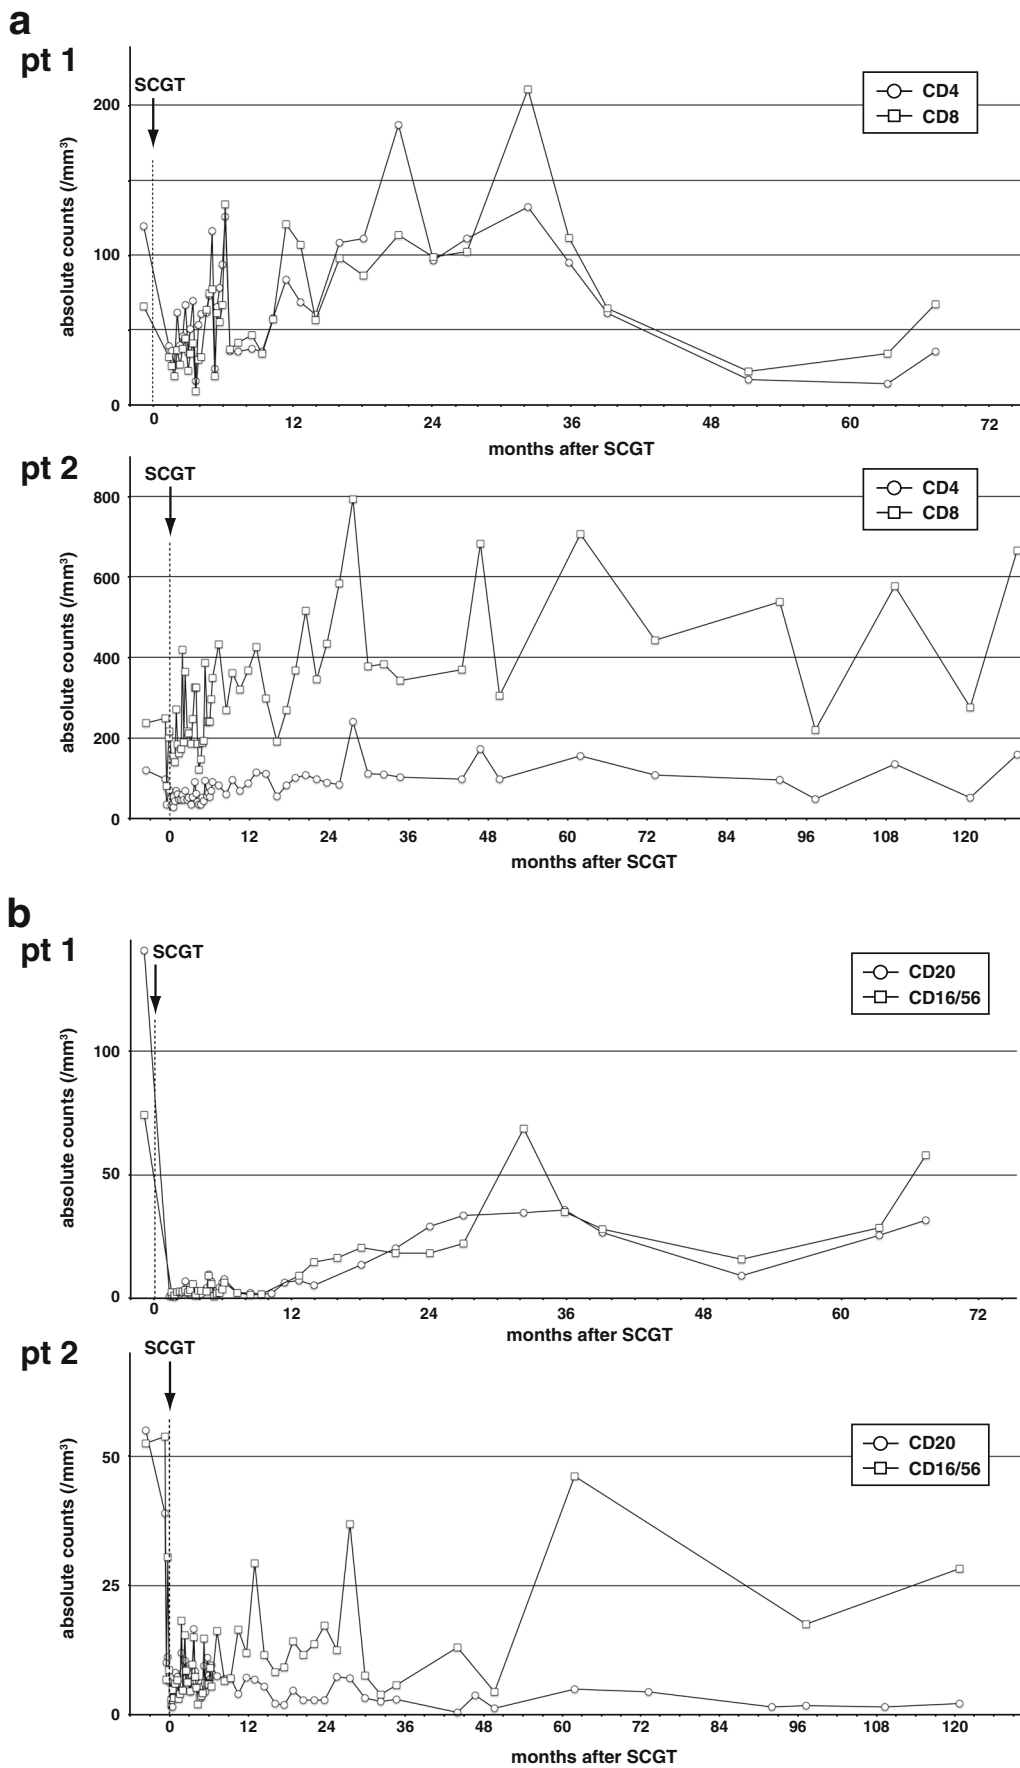 a
pt 1
SCGT
CD4
CD8
absolute counts (/mm³)
200
100
0
0 12 24 36 48 60 72
months after SCGT
pt 2
SCGT
CD4
CD8
absolute counts (/mm³)
800
600
400
200
0
0 12 24 36 48 60 72 84 96 108 120
months after SCGT
b
pt 1
SCGT
CD20
CD16/56
absolute counts (/mm³)
100
50
0
0 12 24 36 48 60 72
months after SCGT
pt 2
SCGT
CD20
CD16/56
absolute counts (/mm³)
50
25
0
0 12 24 36 48 60 72 84 96 108 120
months after SCGT